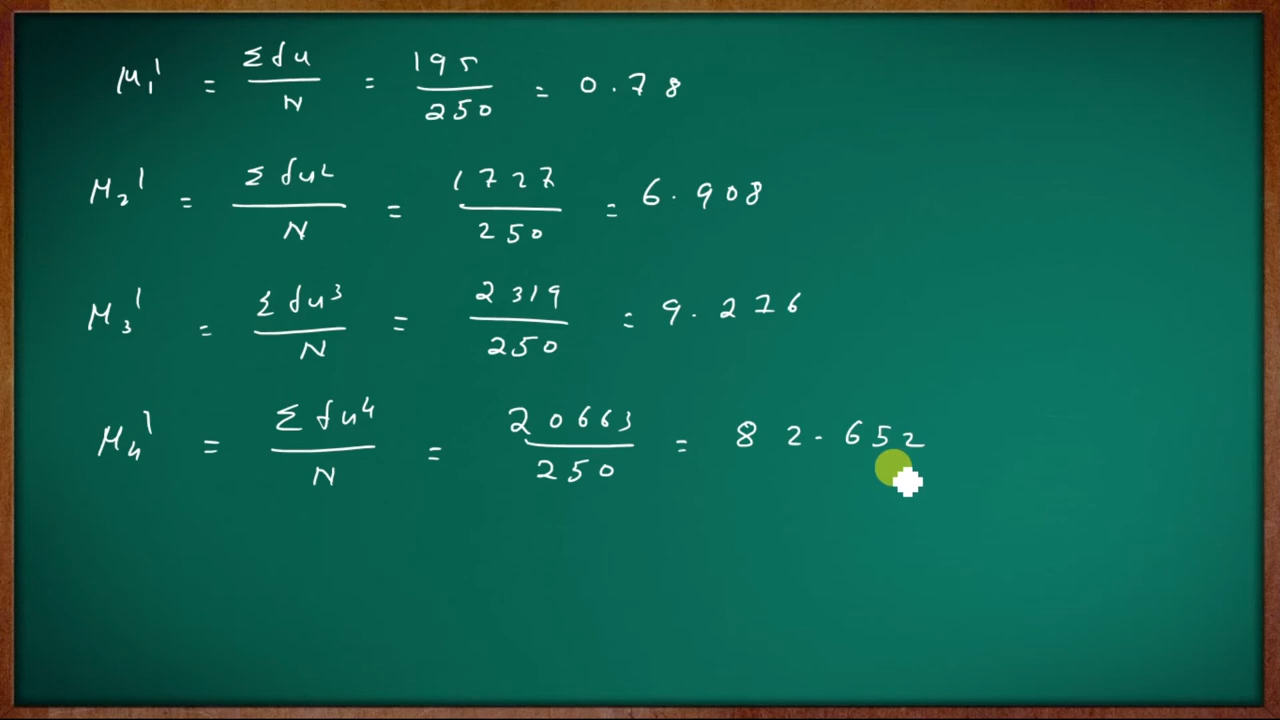 μ₁' = Σfu / N = 195 / 250 = 0.78
μ₂' = Σfu² / N = 1727 / 250 = 6.908
μ₃' = Σfu³ / N = 2319 / 250 = 9.276
μ₄' = Σfu⁴ / N = 20663 / 250 = 82.652